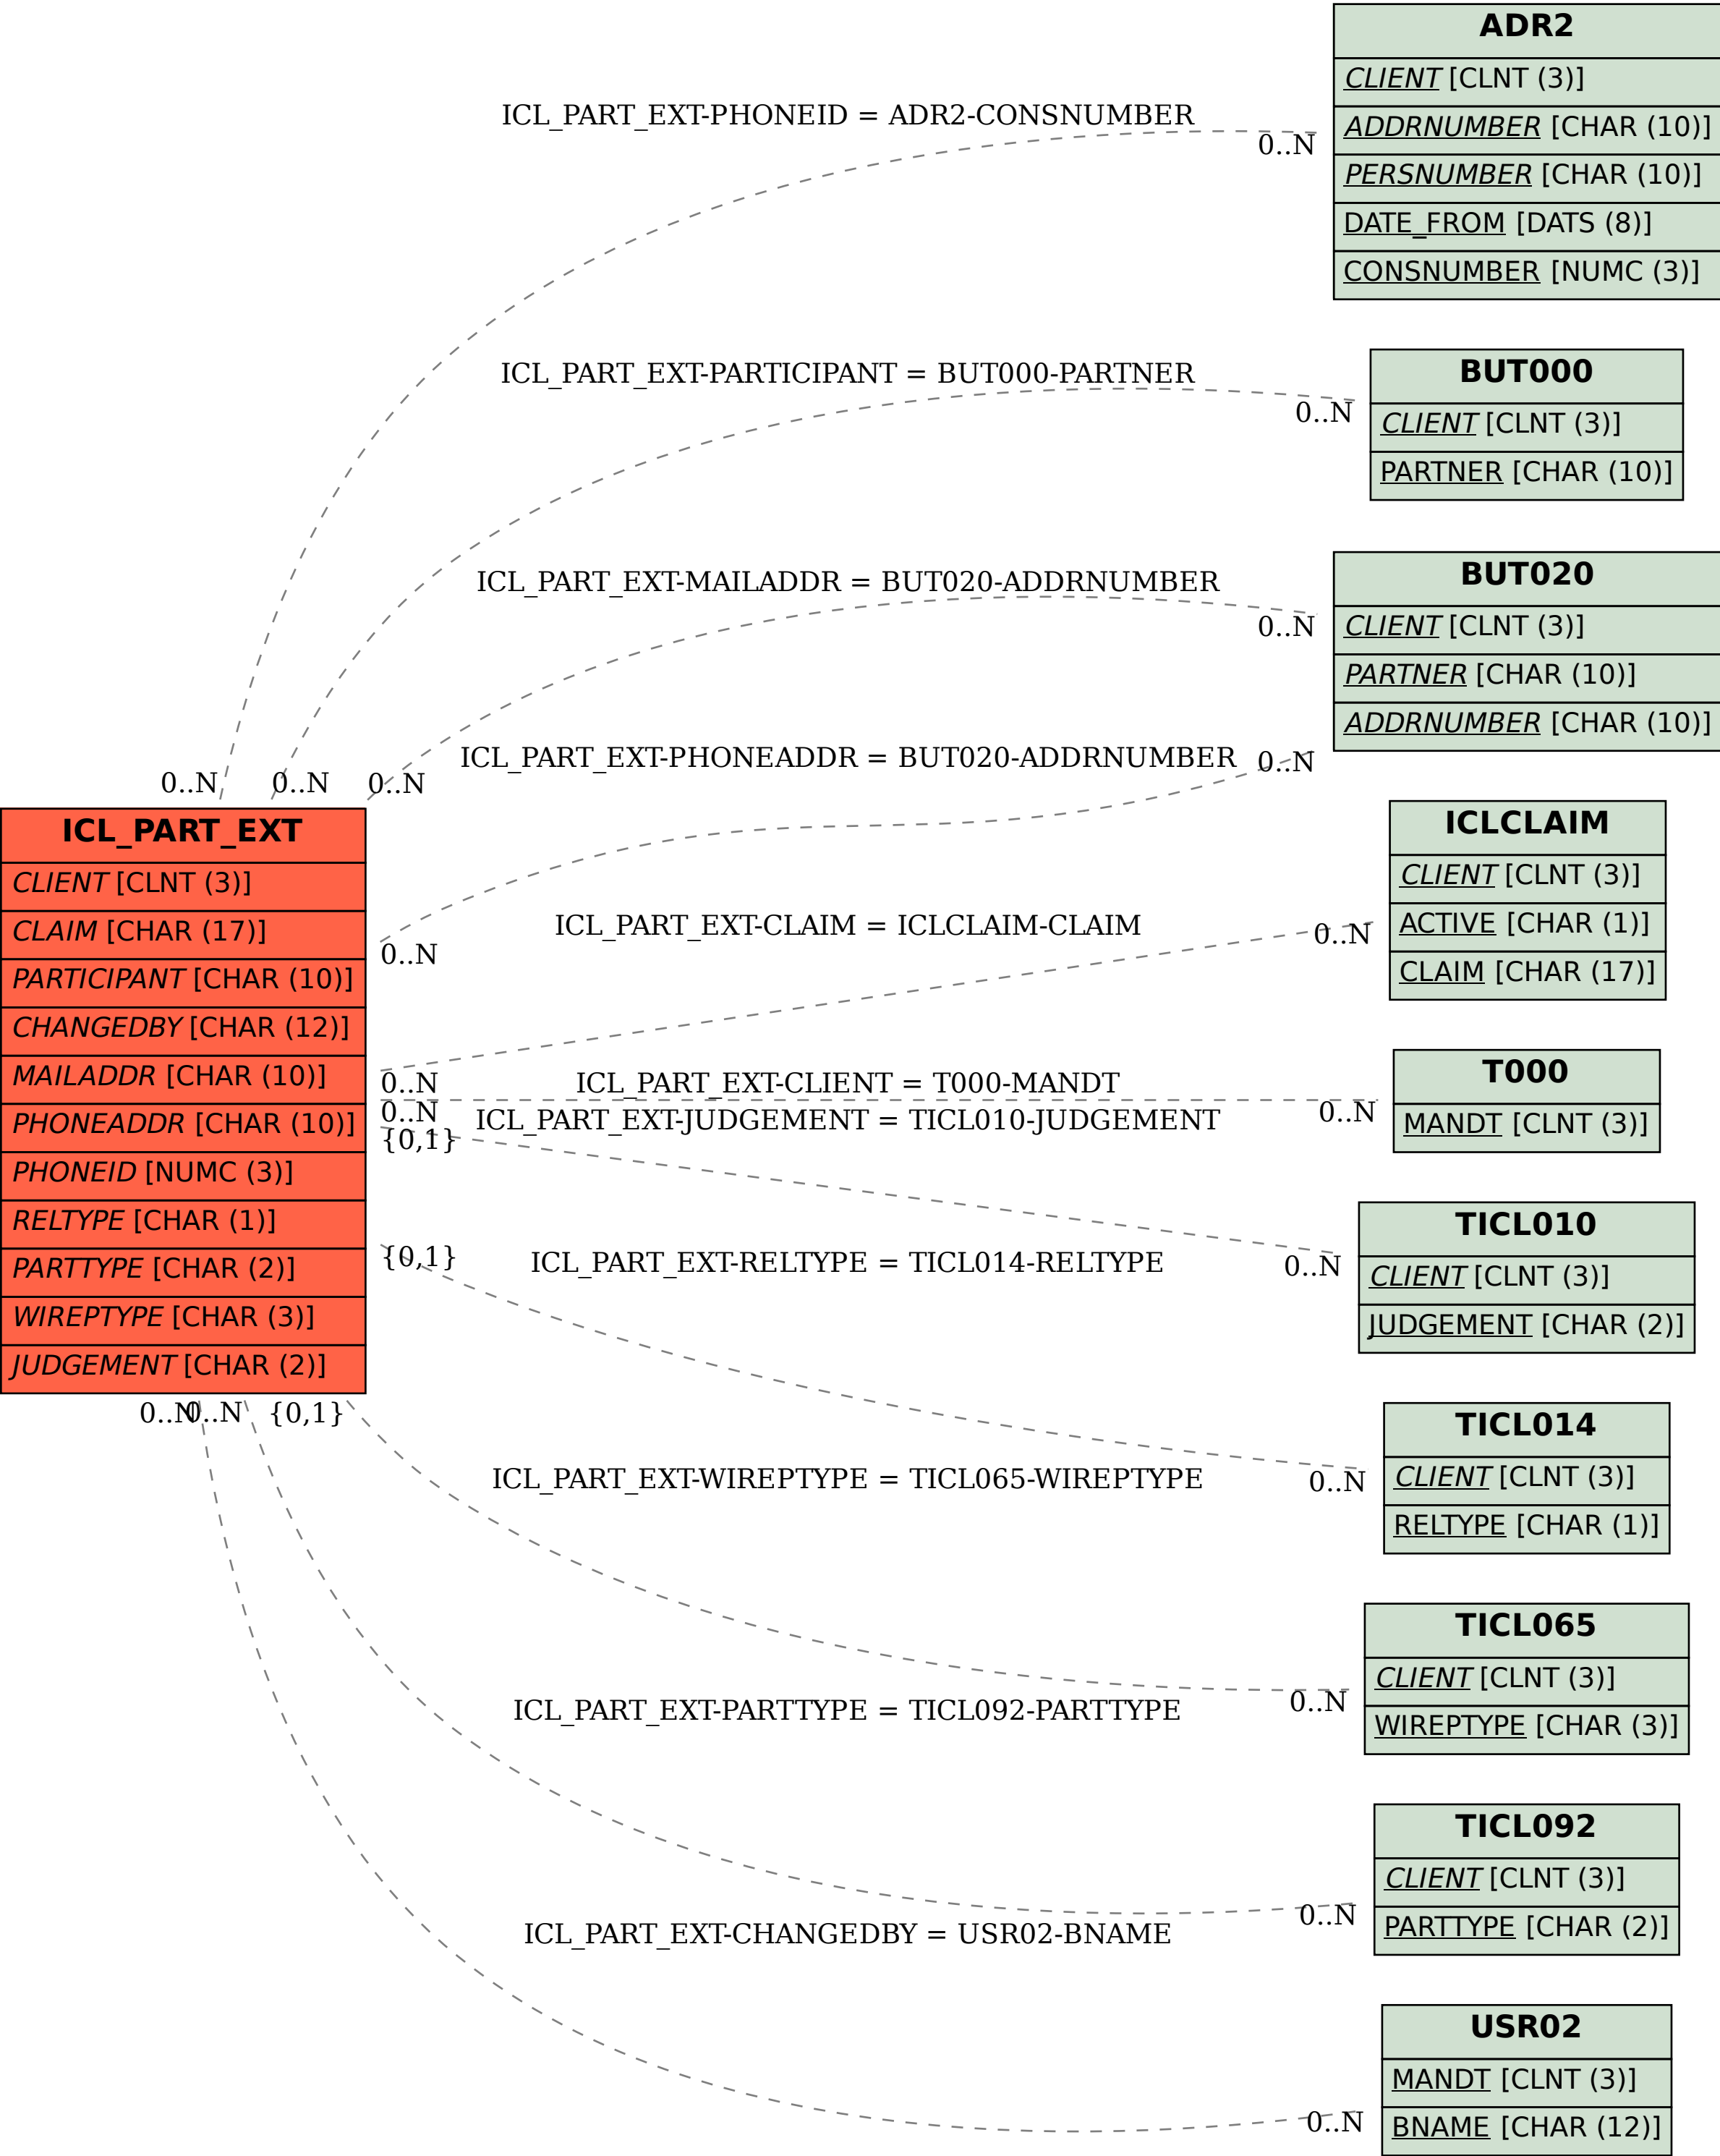 ADR2
CLIENT [CLNT (3)]
ADDRNUMBER [CHAR (10)]
PERSNUMBER [CHAR (10)]
DATE_FROM [DATS (8)]
CONSNUMBER [NUMC (3)]
ICL_PART_EXT-PHONEID = ADR2-CONSNUMBER
0..N
BUT000
CLIENT [CLNT (3)]
PARTNER [CHAR (10)]
ICL_PART_EXT-PARTICIPANT = BUT000-PARTNER
0..N
BUT020
CLIENT [CLNT (3)]
PARTNER [CHAR (10)]
ADDRNUMBER [CHAR (10)]
ICL_PART_EXT-MAILADDR = BUT020-ADDRNUMBER
0..N
ICL_PART_EXT-PHONEADDR = BUT020-ADDRNUMBER
0..N
0..N
0..N
0..N
ICL_PART_EXT
CLIENT [CLNT (3)]
CLAIM [CHAR (17)]
PARTICIPANT [CHAR (10)]
CHANGEDBY [CHAR (12)]
MAILADDR [CHAR (10)]
PHONEADDR [CHAR (10)]
PHONEID [NUMC (3)]
RELTYPE [CHAR (1)]
PARTTYPE [CHAR (2)]
WIREPTYPE [CHAR (3)]
JUDGEMENT [CHAR (2)]
0..N
ICLCLAIM
CLIENT [CLNT (3)]
ACTIVE [CHAR (1)]
CLAIM [CHAR (17)]
ICL_PART_EXT-CLAIM = ICLCLAIM-CLAIM
0..N
0..N
ICL_PART_EXT-CLIENT = T000-MANDT
0..N
0..N
T000
MANDT [CLNT (3)]
ICL_PART_EXT-JUDGEMENT = TICL010-JUDGEMENT
{0,1}
0..N
TICL010
CLIENT [CLNT (3)]
JUDGEMENT [CHAR (2)]
{0,1}
ICL_PART_EXT-RELTYPE = TICL014-RELTYPE
0..N
TICL014
CLIENT [CLNT (3)]
RELTYPE [CHAR (1)]
0..N
0..N
{0,1}
ICL_PART_EXT-WIREPTYPE = TICL065-WIREPTYPE
0..N
TICL065
CLIENT [CLNT (3)]
WIREPTYPE [CHAR (3)]
ICL_PART_EXT-PARTTYPE = TICL092-PARTTYPE
0..N
TICL092
CLIENT [CLNT (3)]
PARTTYPE [CHAR (2)]
ICL_PART_EXT-CHANGEDBY = USR02-BNAME
0..N
USR02
MANDT [CLNT (3)]
BNAME [CHAR (12)]